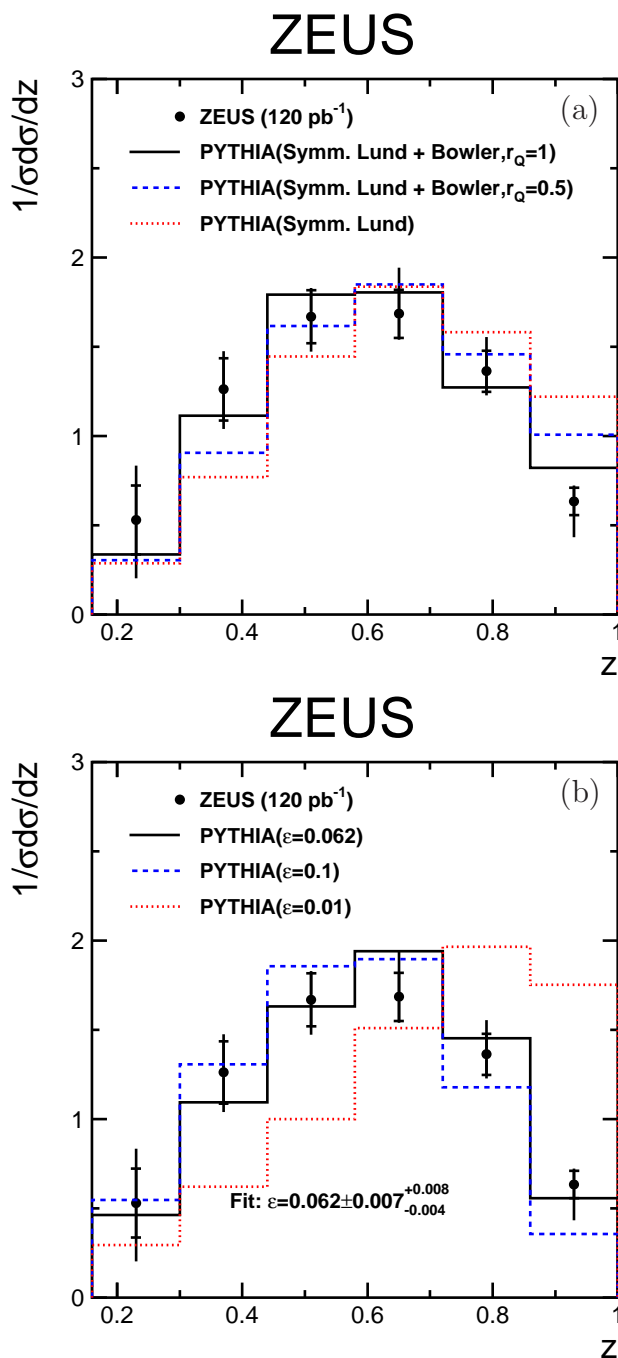 ZEUS
1/σdσ/dz
3
(a)
ZEUS (120 pb⁻¹)
PYTHIA(Symm. Lund + Bowler,r_Q=1)
PYTHIA(Symm. Lund + Bowler,r_Q=0.5)
PYTHIA(Symm. Lund)
2
1
0
0.2 0.4 0.6 0.8 1
z
ZEUS
1/σdσ/dz
3
(b)
ZEUS (120 pb⁻¹)
PYTHIA(ε=0.062)
PYTHIA(ε=0.1)
PYTHIA(ε=0.01)
2
1
Fit: ε=0.062±0.007 +0.008 -0.004
0
0.2 0.4 0.6 0.8 1
z